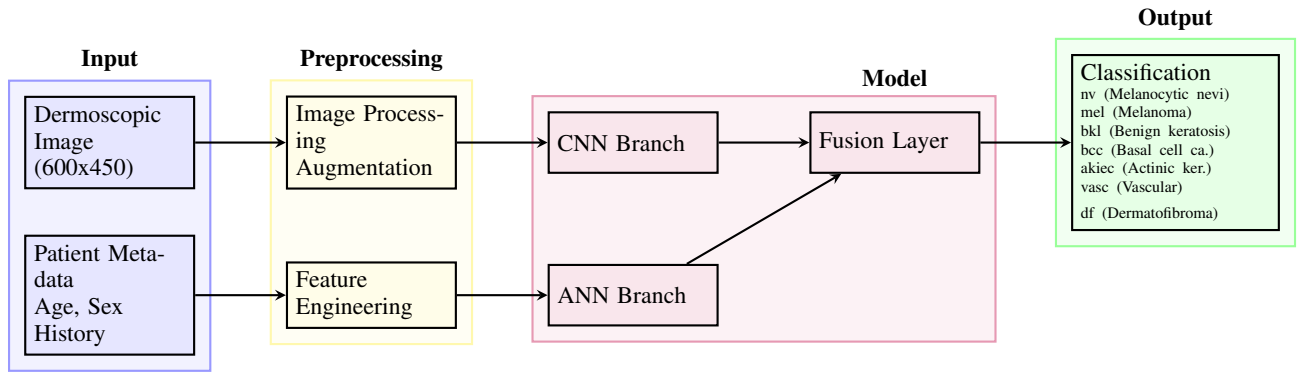 Input
Dermoscopic
Image
(600x450)
Patient Meta-
data
Age, Sex
History
Preprocessing
Image Process-
ing
Augmentation
Feature
Engineering
Model
CNN Branch
Fusion Layer
ANN Branch
Output
Classification
nv (Melanocytic nevi)
mel (Melanoma)
bkl (Benign keratosis)
bcc (Basal cell ca.)
akiec (Actinic ker.)
vasc (Vascular)
df (Dermatofibroma)